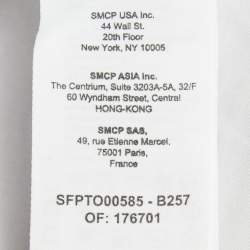 SMCP USA Inc.
44 Wall St.
20th Floor
New York, NY 10005
SMCP ASIA Inc.
The Centrium, Suite 3203A-5A, 32/F
60 Wyndham Street, Central
HONG-KONG
SMCP SAS,
49, rue Etienne Marcel,
75001 Paris,
France
SFPTO00585 - B257
OF: 176701